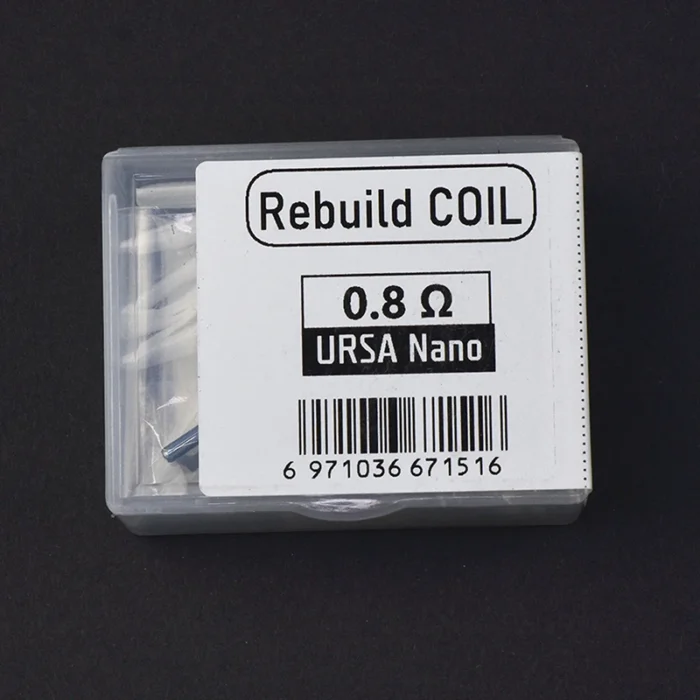 Rebuild COIL
0.8 Ω
URSA Nano
6 971036 671516